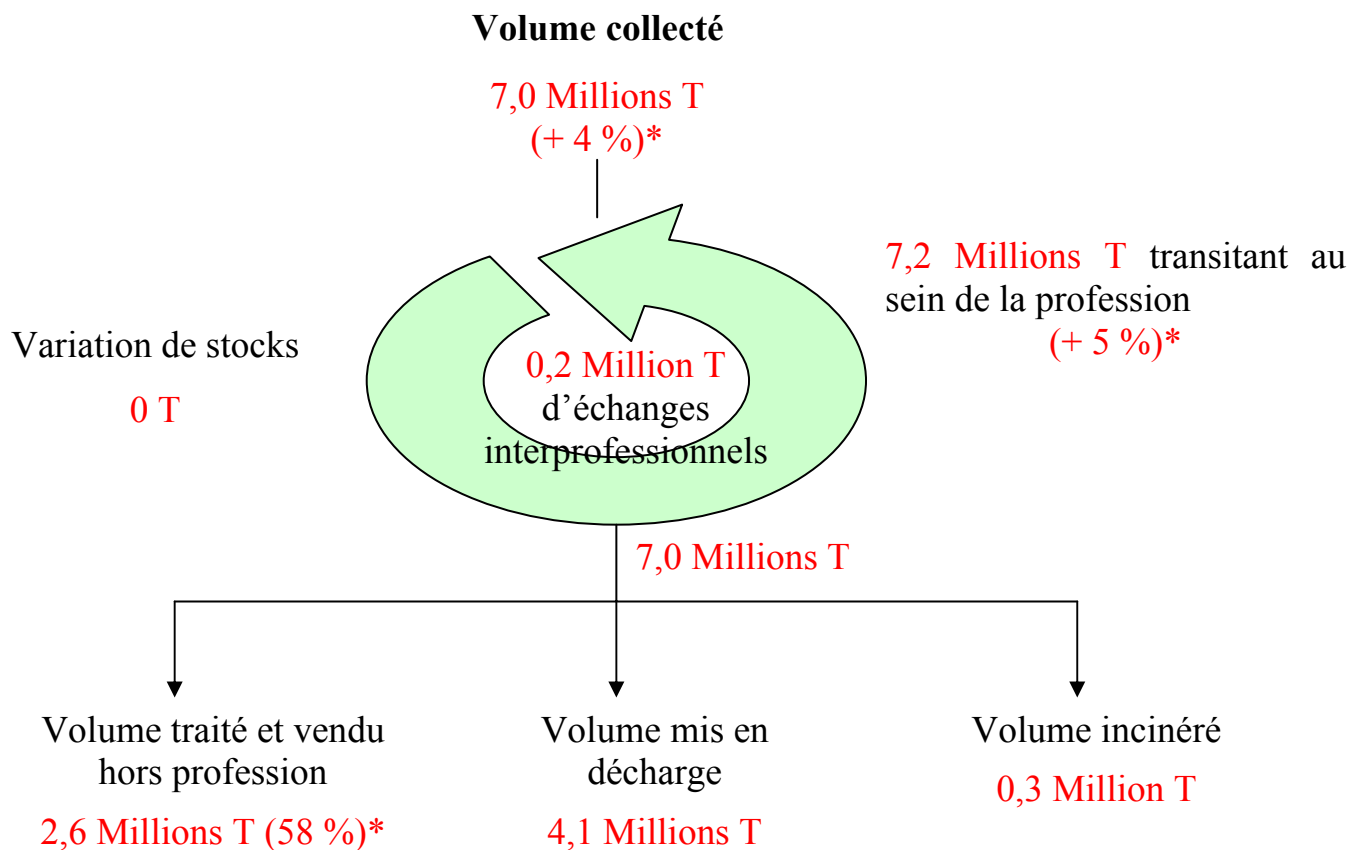 Volume collecté
7,0 Millions T
(+ 4 %)*
7,2 Millions T transitant au
sein de la profession
(+ 5 %)*
Variation de stocks
0 T
0,2 Million T
d’échanges
interprofessionnels
7,0 Millions T
Volume traité et vendu
hors profession
2,6 Millions T (58 %)*
Volume mis en
décharge
4,1 Millions T
Volume incinéré
0,3 Million T